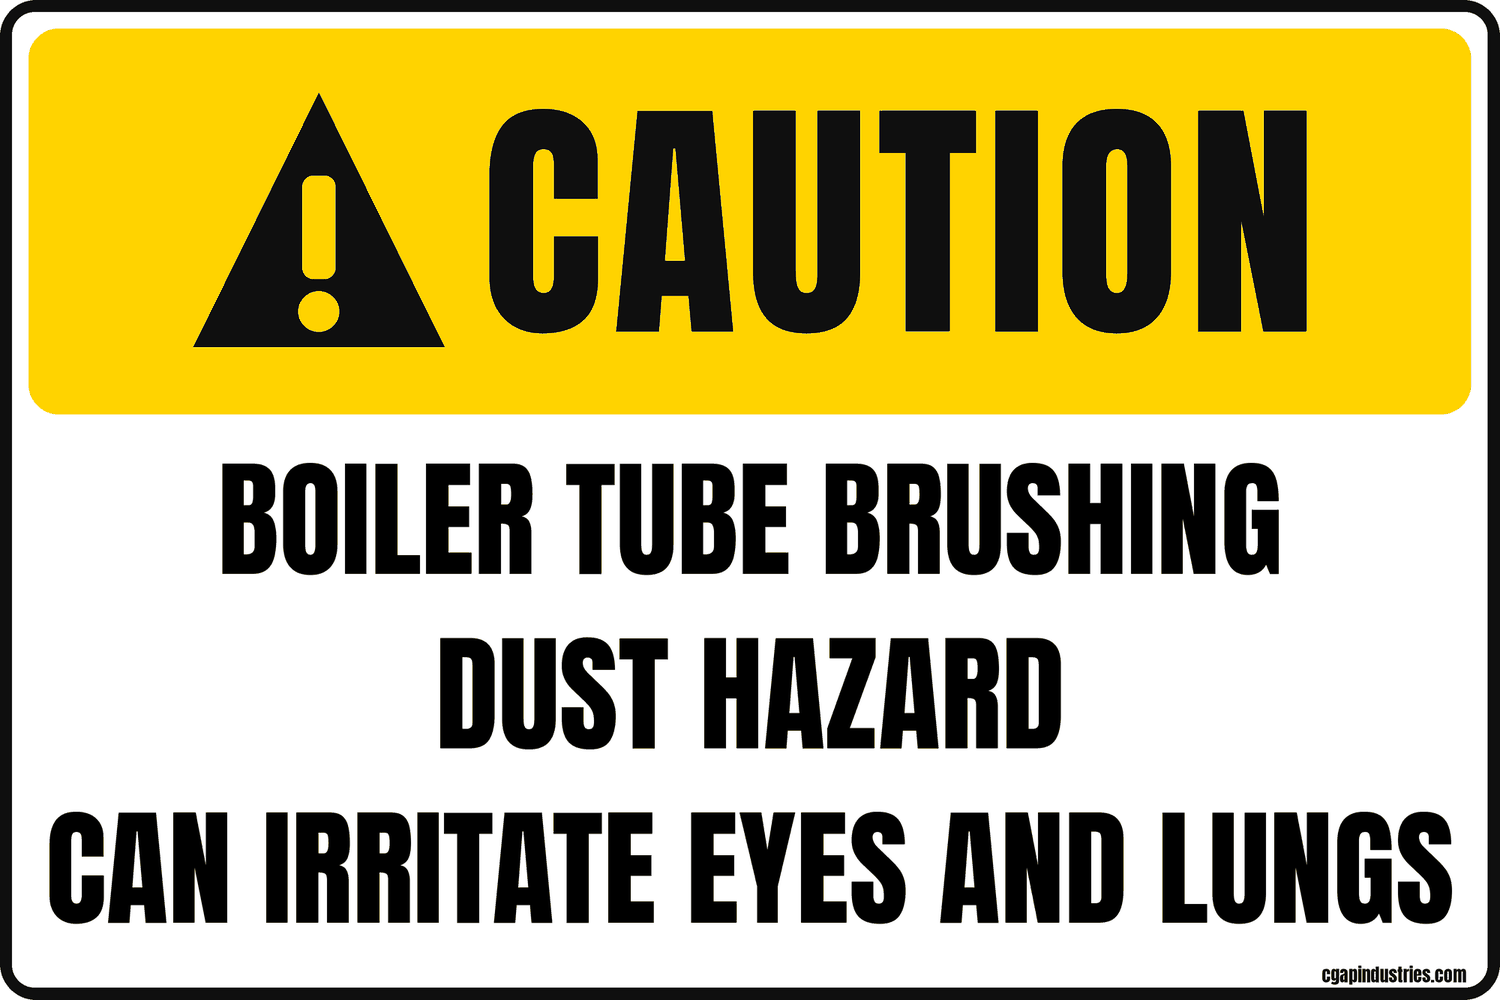 CAUTION
BOILER TUBE BRUSHING
DUST HAZARD
CAN IRRITATE EYES AND LUNGS
cgapindustries.com